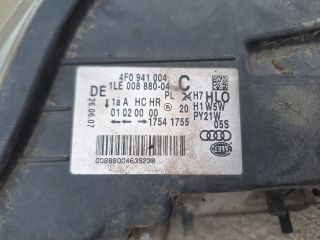 4F0 941 004 C
1LE 008 880-04
DE 26.06.07
1a A HC HR PL H7 HLO
01 02 00 00 20 H1 W5W
PY21W
1754 1755 05S
HELLA
00888004639238